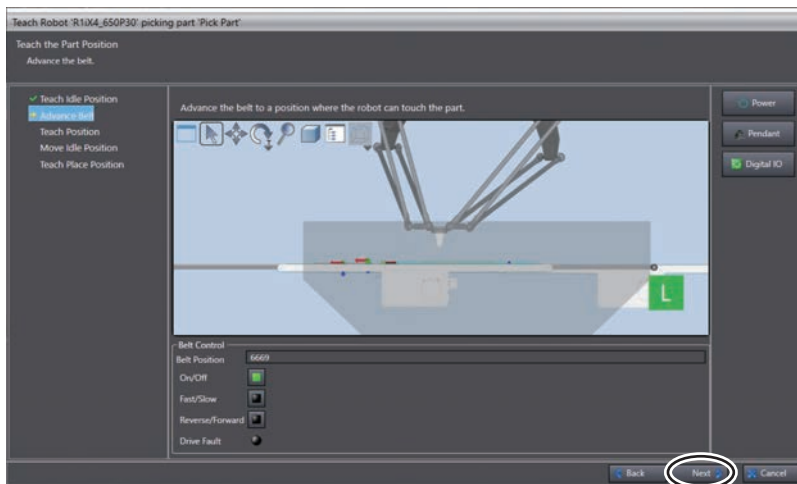 Teach Robot 'R1iX4_650P30' picking part 'Pick Part'
Teach the Part Position
Advance the belt.
Teach Idle Position
Advance Belt
Teach Position
Move Idle Position
Teach Place Position
Advance the belt to a position where the robot can touch the part.
L
Power
Pendant
Digital IO
Belt Control
Belt Position 6669
On/Off
Fast/Slow
Reverse/Forward
Drive Fault
Back Next Cancel